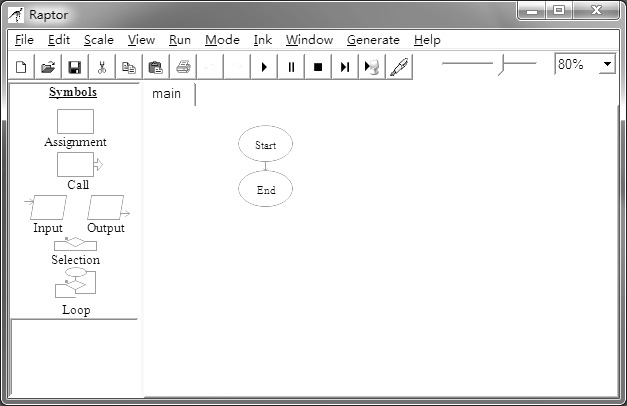 Raptor
File Edit Scale View Run Mode Ink Window Generate Help
80%
Symbols
main
Assignment
Start
Call
End
Input Output
Selection
Loop